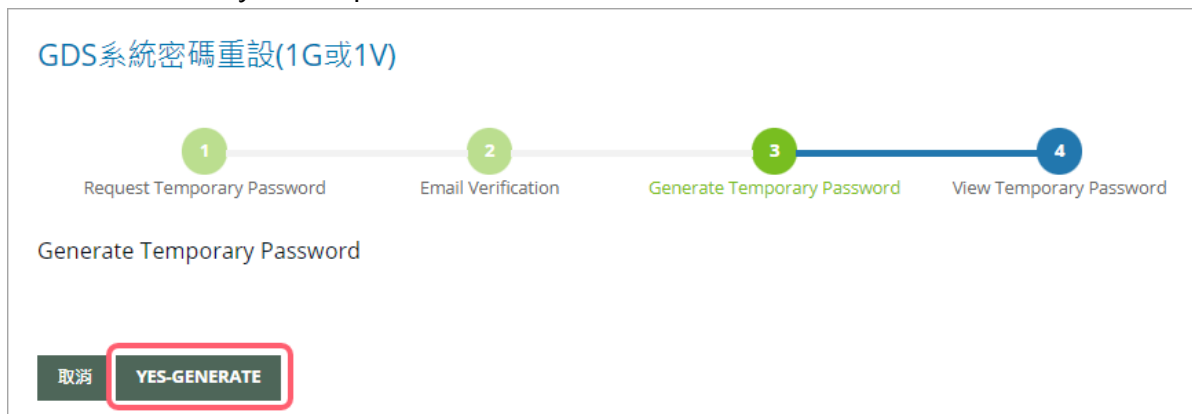 GDS系統密碼重設(1G或1V)
1 2 3 4
Request Temporary Password Email Verification Generate Temporary Password View Temporary Password
Generate Temporary Password
取消 YES-GENERATE